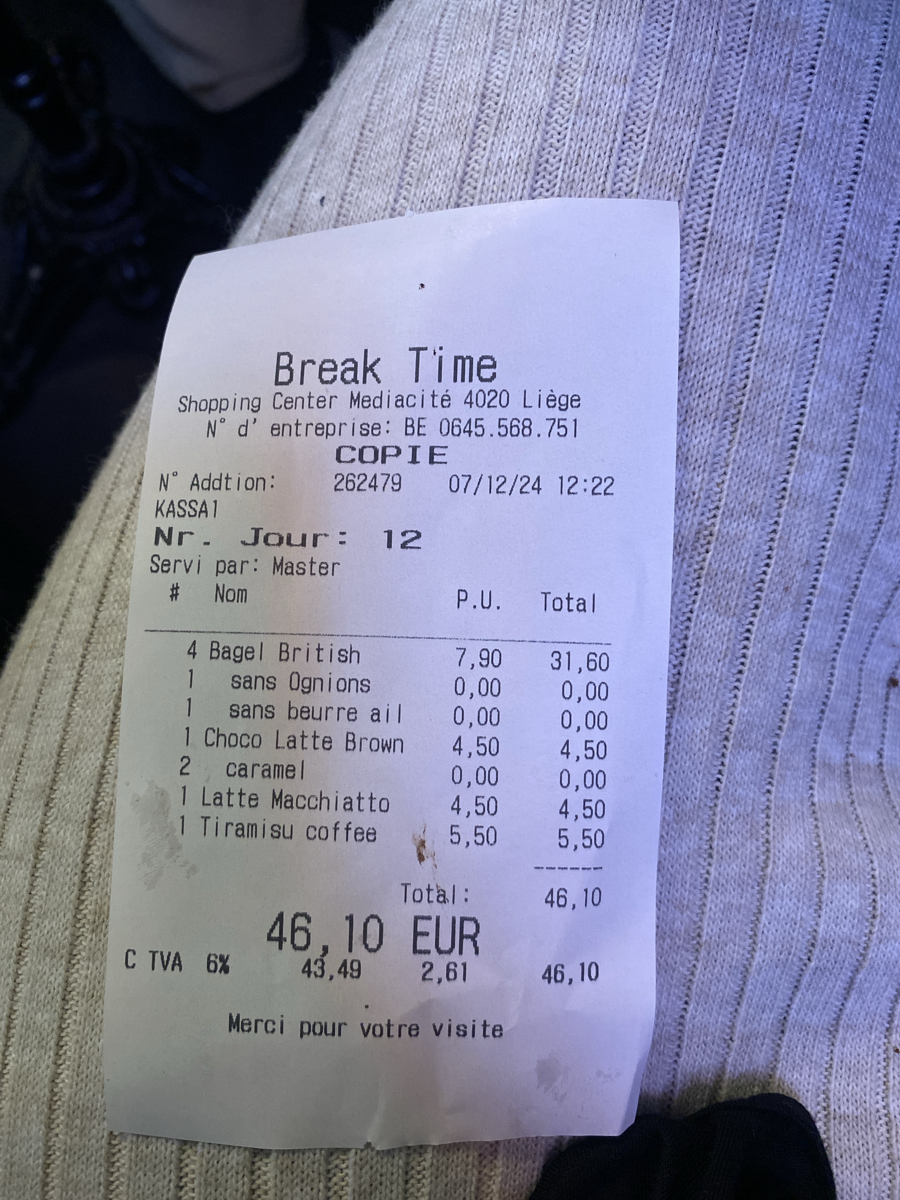 Break Time
Shopping Center Mediacité 4020 Liège
N° d' entreprise: BE 0645.568.751
COPIE
N° Addtion: 262479 07/12/24 12:22
KASSA1
Nr. Jour: 12
Servi par: Master
# Nom P.U. Total
4 Bagel British 7,90 31,60
1 sans Ognions 0,00 0,00
1 sans beurre ail 0,00 0,00
1 Choco Latte Brown 4,50 4,50
2 caramel 0,00 0,00
1 Latte Macchiatto 4,50 4,50
1 Tiramisu coffee 5,50 5,50
------
Total: 46,10
46,10 EUR
C TVA 6% 43,49 2,61 46,10
Merci pour votre visite